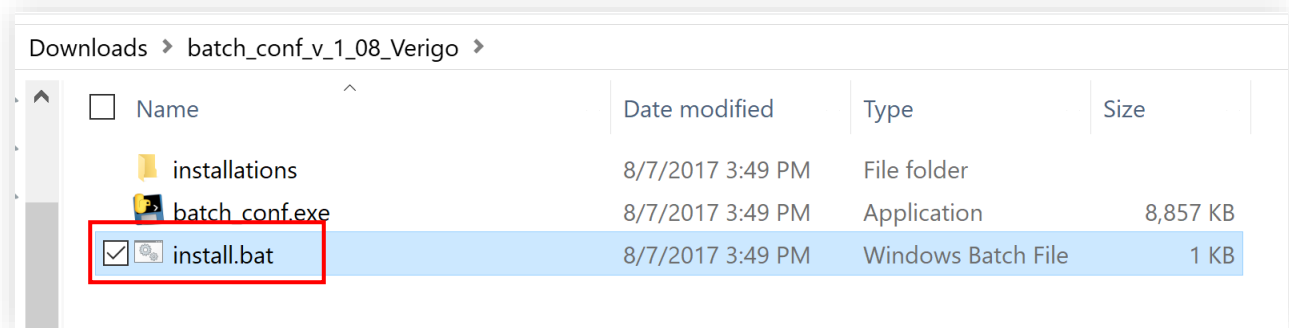 Downloads > batch_conf_v_1_08_Verigo >
Name Date modified Type Size
installations 8/7/2017 3:49 PM File folder
batch_conf.exe 8/7/2017 3:49 PM Application 8,857 KB
install.bat 8/7/2017 3:49 PM Windows Batch File 1 KB